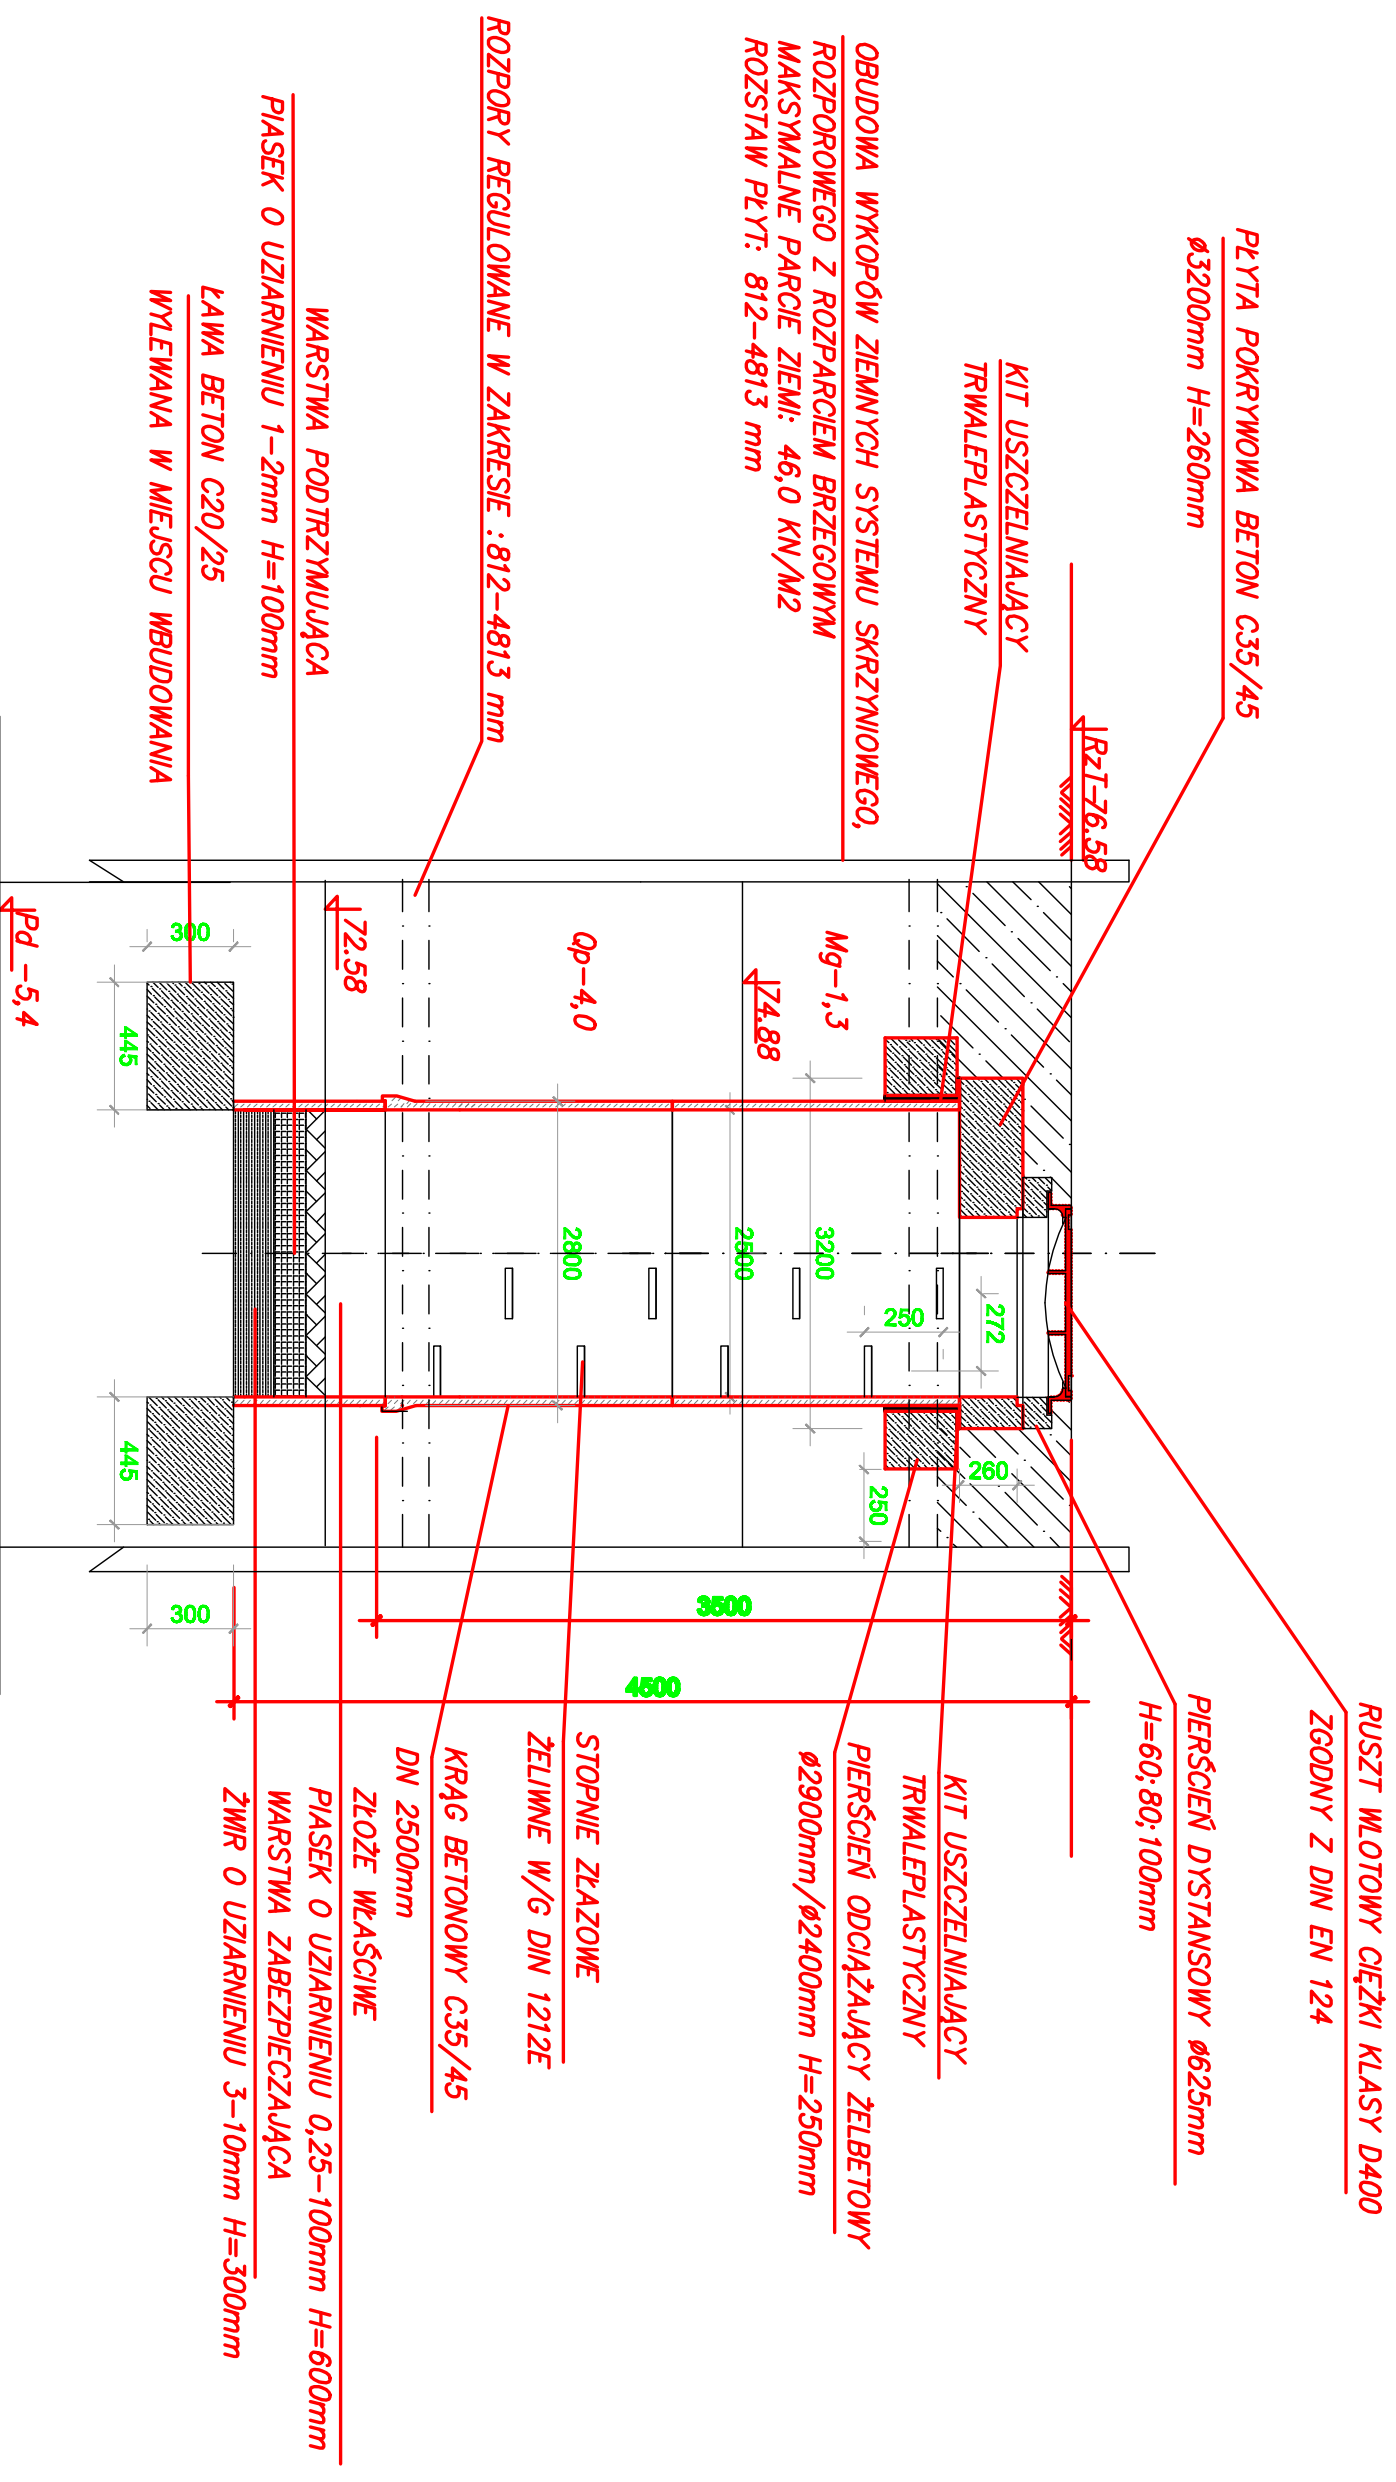 RUSZT WLOTOWY CIĘŻKI KLASY D400
ZGODNY Z DIN EN 124
PŁYTA POKRYWOWA BETON C35/45
ø3200mm H=260mm
PIERŚCIEŃ DYSTANSOWY ø625mm
H=60;80;100mm
RzT-76.58
KIT USZCZELNIAJĄCY
TRWALEPLASTYCZNY
KIT USZCZELNIAJĄCY
TRWALEPLASTYCZNY
OBUDOWA WYKOPÓW ZIEMNYCH SYSTEMU SKRZYNIOWEGO,
ROZPOROWEGO Z ROZPARCIEM BRZEGOWYM
MAKSYMALNE PARCIE ZIEMI: 46,0 KN/M2
ROZSTAW PŁYT: 812-4813 mm
PIERŚCIEŃ ODCIĄŻAJĄCY ŻELBETOWY
ø2900mm/ø2400mm H=250mm
272
260
250
250
Mg-1,3
3200
74.88
2500
3500
4500
Qp-4,0
2800
STOPNIE ZŁAZOWE
ŻELIWNE W/G DIN 1212E
ROZPORY REGULOWANE W ZAKRESIE :812-4813 mm
KRĄG BETONOWY C35/45
DN 2500mm
72.58
ZŁOŻE WŁAŚCIWE
PIASEK O UZIARNIENIU 0,25-100mm H=600mm
WARSTWA PODTRZYMUJĄCA
PIASEK O UZIARNIENIU 1-2mm H=100mm
WARSTWA ZABEZPIECZAJĄCA
ŻWIR O UZIARNIENIU 3-10mm H=300mm
ŁAWA BETON C20/25
WYLEWANA W MIEJSCU WBUDOWANIA
300
300
445
445
Pd -5,4